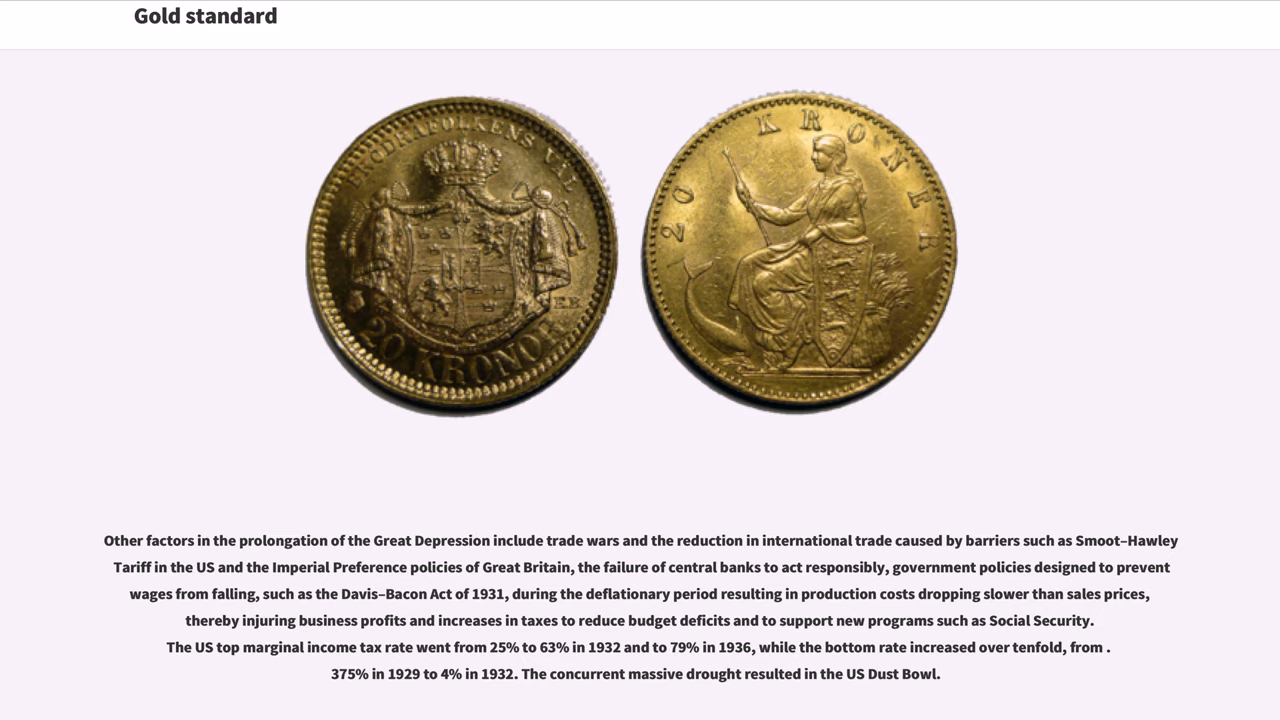 Gold standard
BRÖDRAFOLKENS VÄL
20 KRONER
E.B.
20 KRONOR
Other factors in the prolongation of the Great Depression include trade wars and the reduction in international trade caused by barriers such as Smoot–Hawley
Tariff in the US and the Imperial Preference policies of Great Britain, the failure of central banks to act responsibly, government policies designed to prevent
wages from falling, such as the Davis–Bacon Act of 1931, during the deflationary period resulting in production costs dropping slower than sales prices,
thereby injuring business profits and increases in taxes to reduce budget deficits and to support new programs such as Social Security.
The US top marginal income tax rate went from 25% to 63% in 1932 and to 79% in 1936, while the bottom rate increased over tenfold, from .
375% in 1929 to 4% in 1932. The concurrent massive drought resulted in the US Dust Bowl.